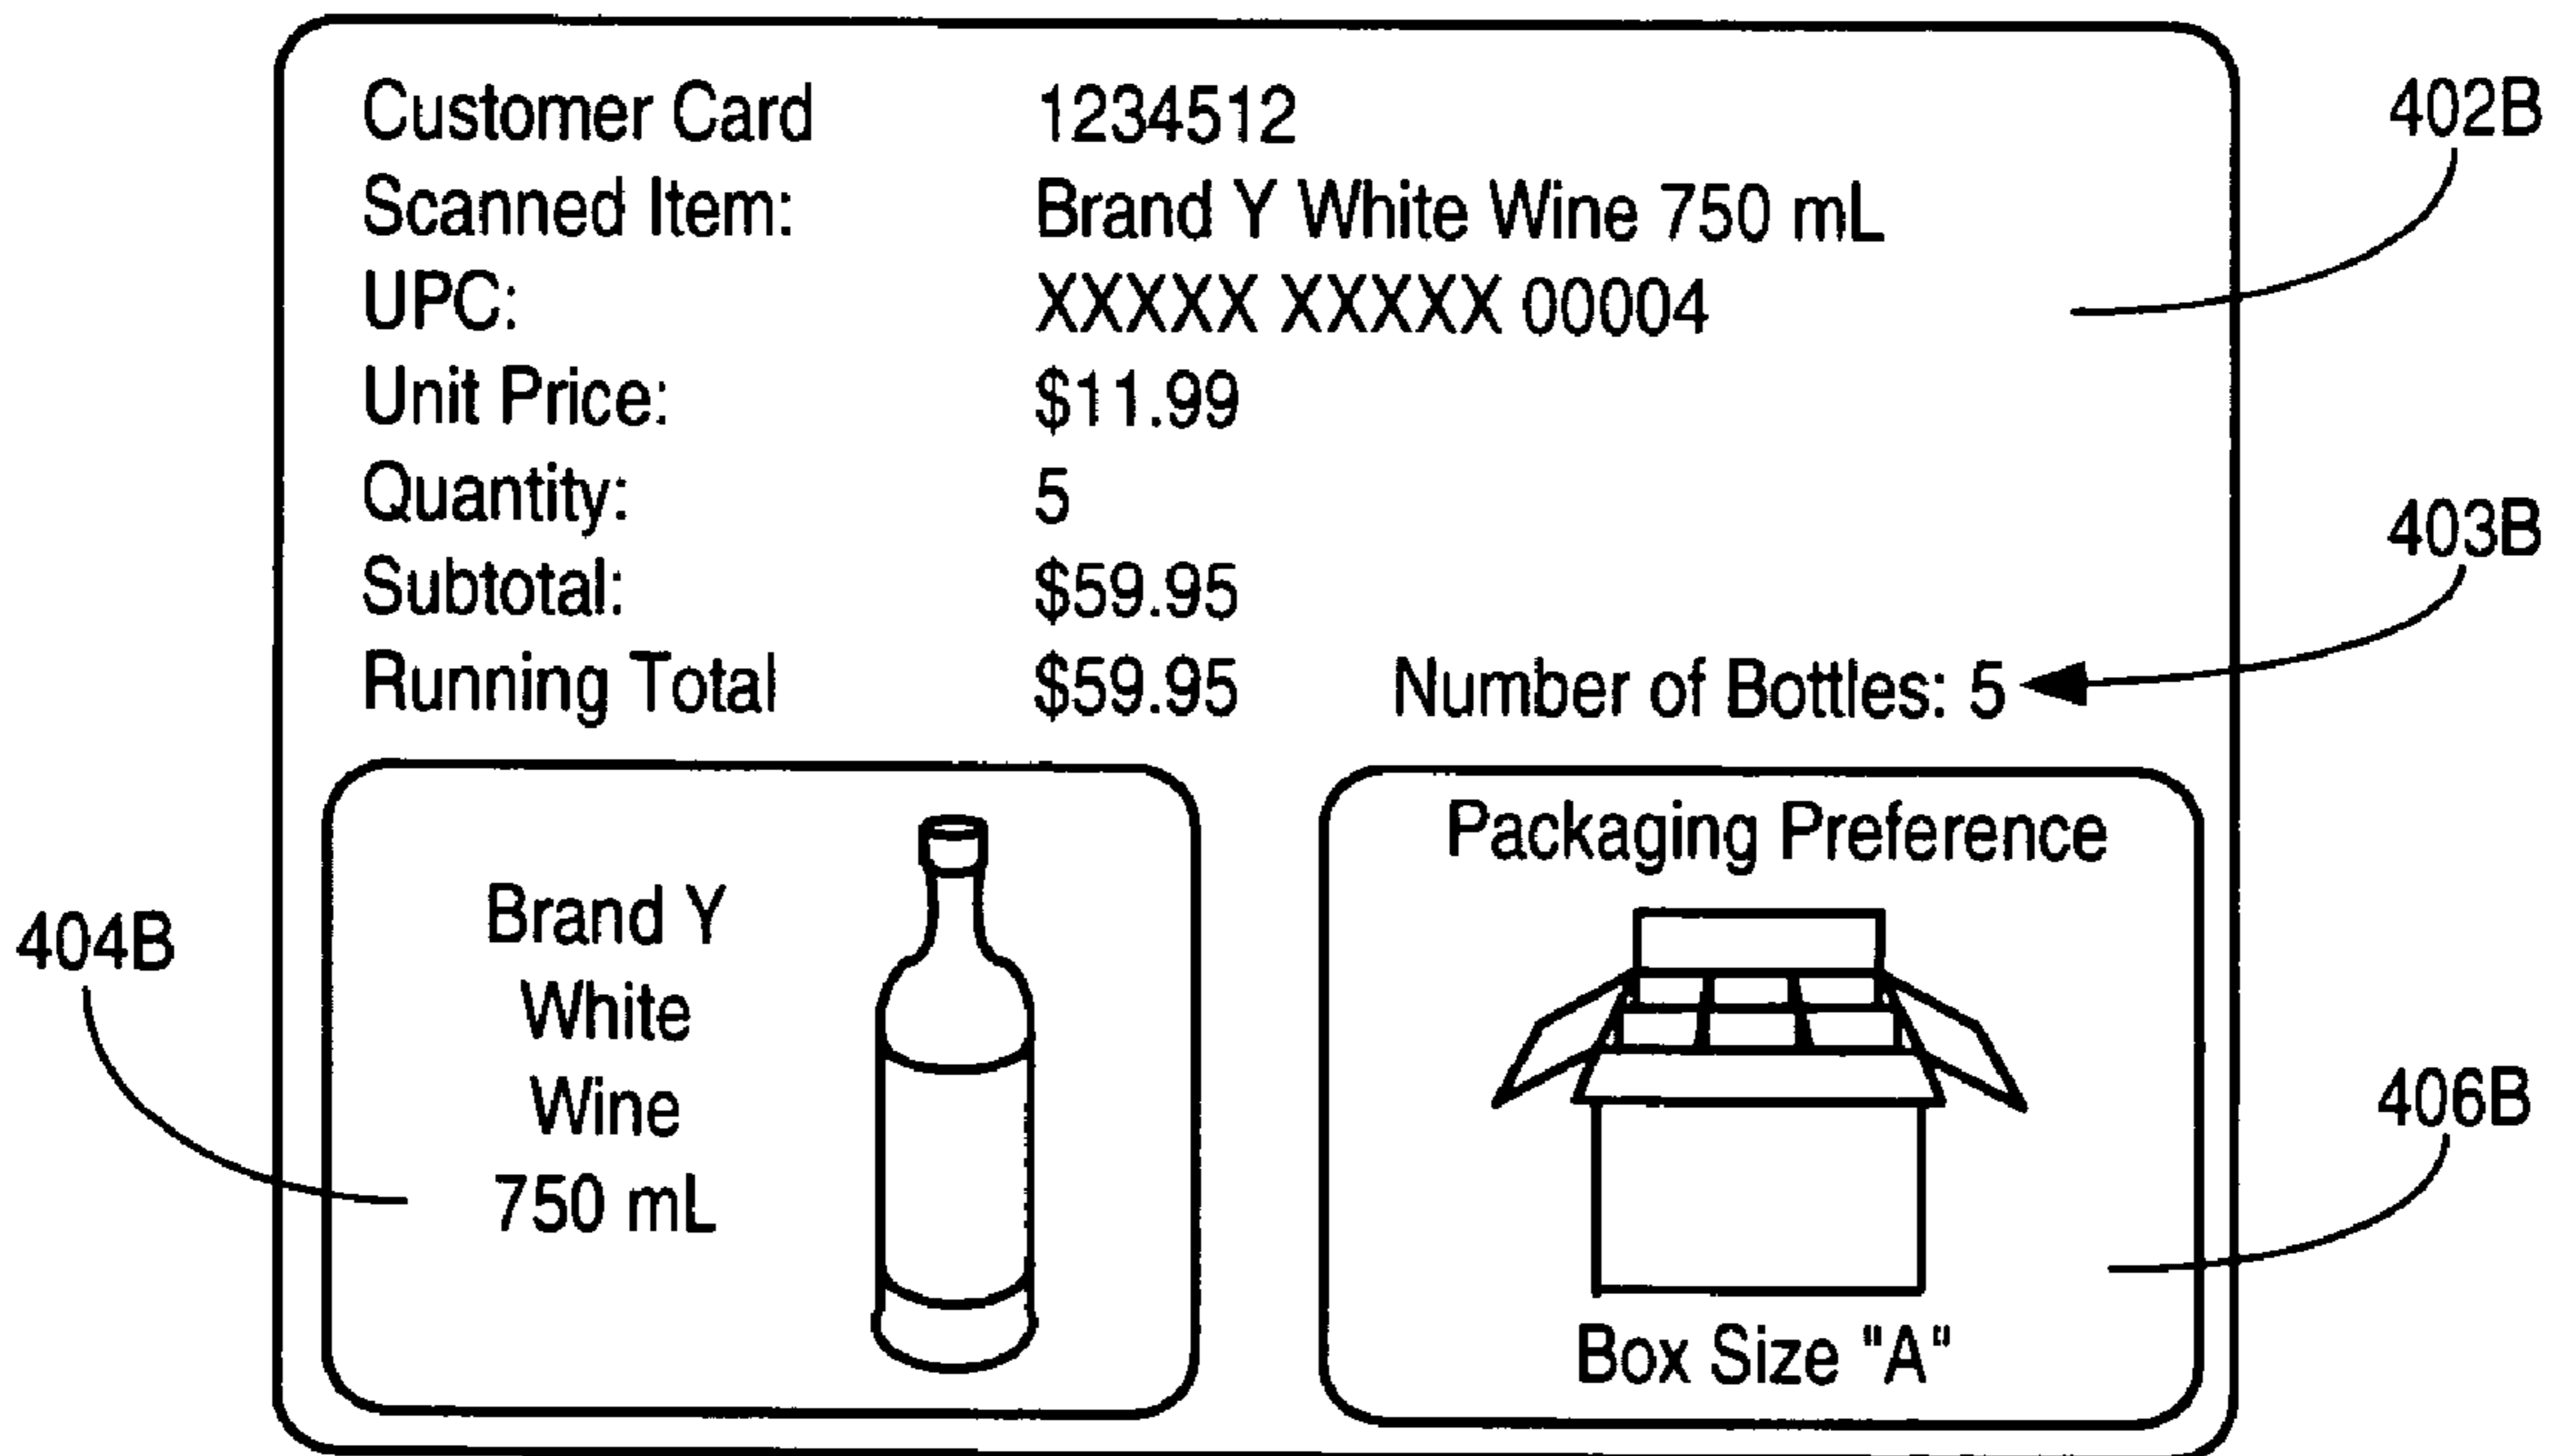 Customer Card 1234512
Scanned Item: Brand Y White Wine 750 mL
UPC: XXXXX XXXXX 00004
Unit Price: $11.99
Quantity: 5
Subtotal: $59.95
Running Total $59.95 Number of Bottles: 5
402B
403B
404B
Brand Y
White
Wine
750 mL
Packaging Preference
Box Size "A"
406B